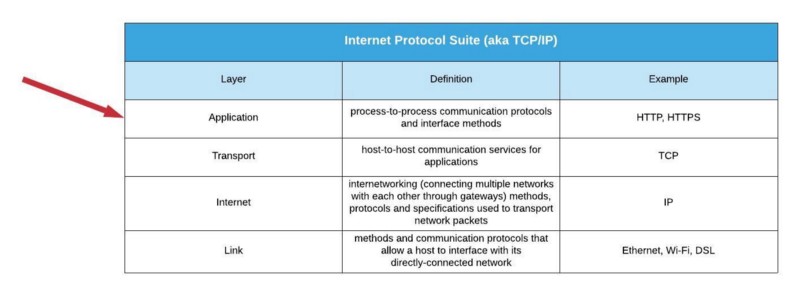 Internet Protocol Suite (aka TCP/IP)
Layer
Definition
Example
Application
process-to-process communication protocols
and interface methods
HTTP, HTTPS
Transport
host-to-host communication services for
applications
TCP
Internet
internetworking (connecting multiple networks
with each other through gateways) methods,
protocols and specifications used to transport
network packets
IP
Link
methods and communication protocols that
allow a host to interface with its
directly-connected network
Ethernet, Wi-Fi, DSL